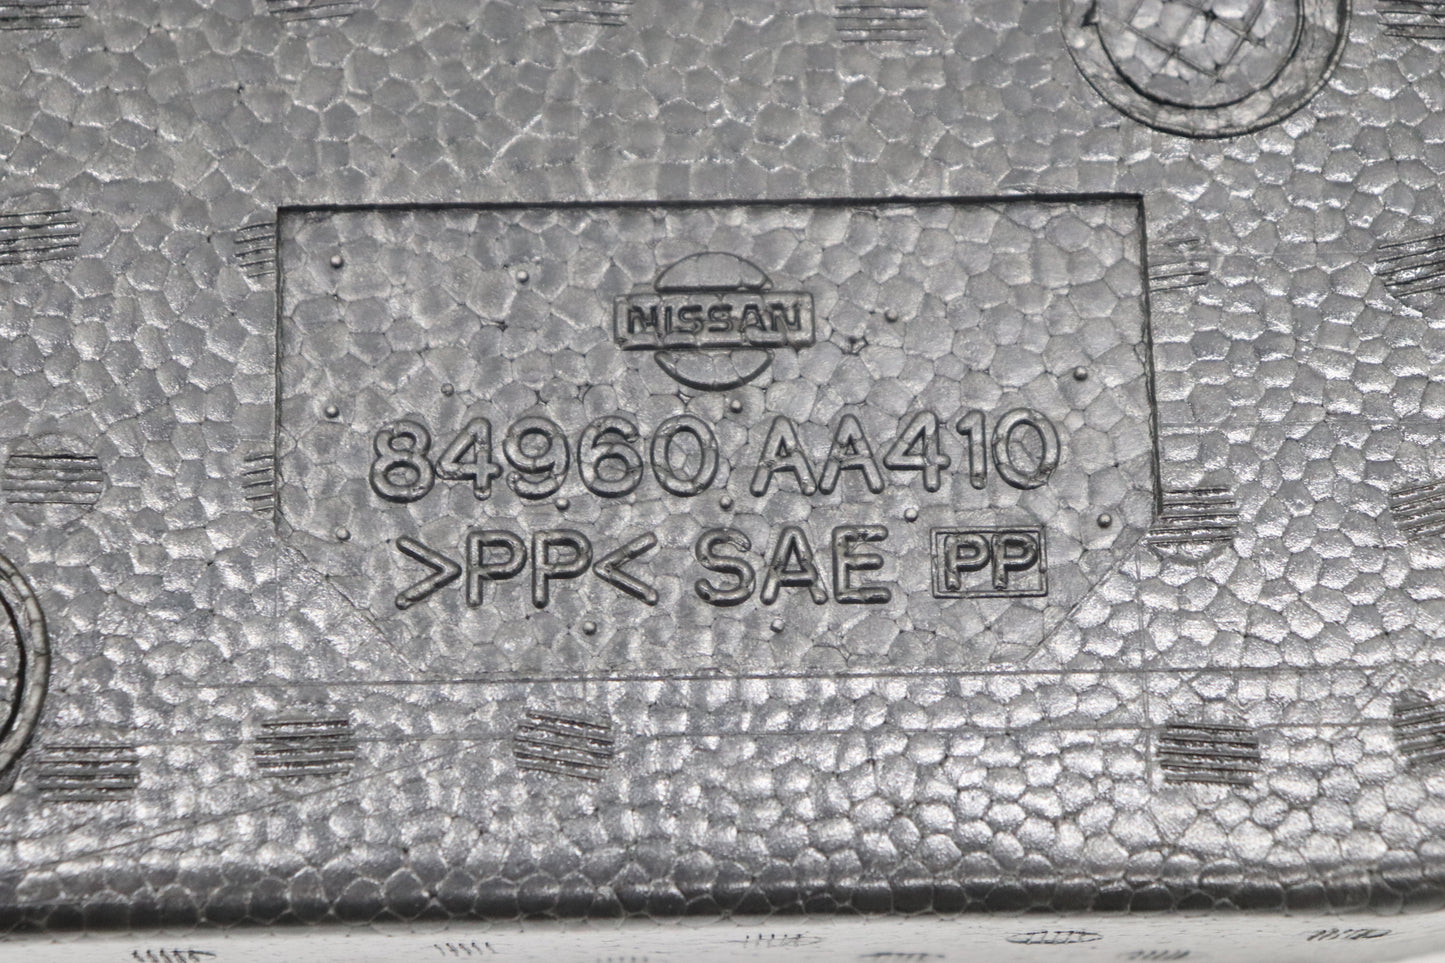 NISSAN
84960 AA410
>PP< SAE PP